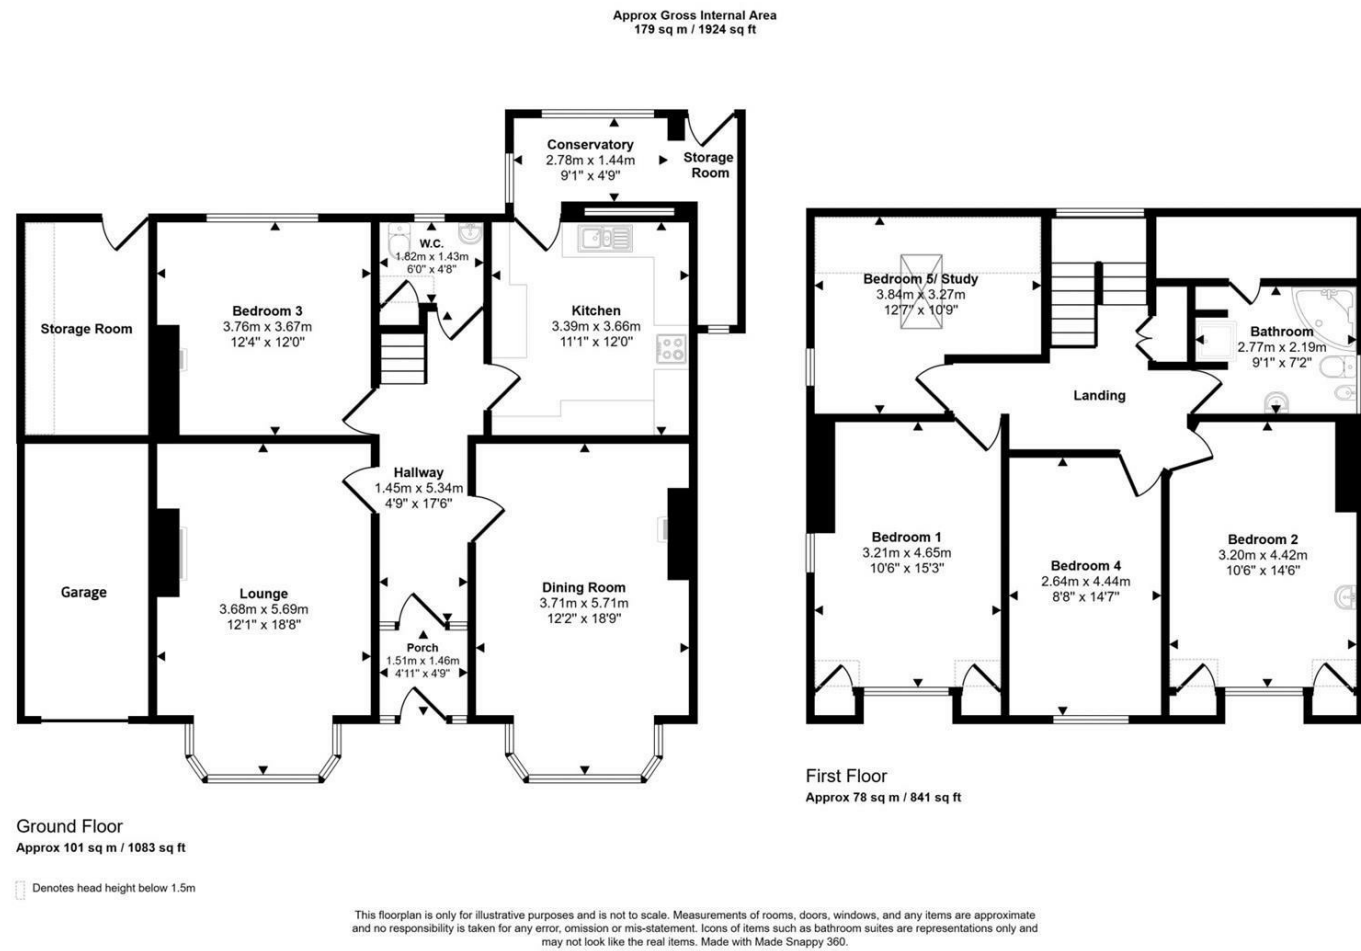 Approx Gross Internal Area
179 sq m / 1924 sq ft
Conservatory
2.78m x 1.44m
9'1" x 4'9"
Storage
Room
W.C.
1.82m x 1.43m
6'0" x 4'8"
Storage Room
Bedroom 3
3.76m x 3.67m
12'4" x 12'0"
Kitchen
3.39m x 3.66m
11'1" x 12'0"
Hallway
1.45m x 5.34m
4'9" x 17'6"
Garage
Lounge
3.68m x 5.69m
12'1" x 18'8"
Dining Room
3.71m x 5.71m
12'2" x 18'9"
Porch
1.51m x 1.46m
4'11" x 4'9"
Ground Floor
Approx 101 sq m / 1083 sq ft
Denotes head height below 1.5m
Bedroom 5/ Study
3.84m x 3.27m
12'7" x 10'9"
Bathroom
2.77m x 2.19m
9'1" x 7'2"
Landing
Bedroom 1
3.21m x 4.65m
10'6" x 15'3"
Bedroom 4
2.64m x 4.44m
8'8" x 14'7"
Bedroom 2
3.20m x 4.42m
10'6" x 14'6"
First Floor
Approx 78 sq m / 841 sq ft
This floorplan is only for illustrative purposes and is not to scale. Measurements of rooms, doors, windows, and any items are approximate
and no responsibility is taken for any error, omission or mis-statement. Icons of items such as bathroom suites are representations only and
may not look like the real items. Made with Made Snappy 360.